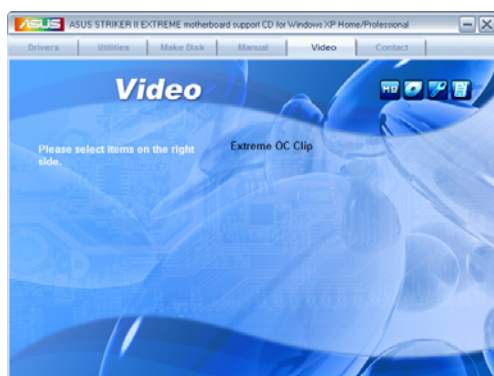 ASUS STRIKER II EXTREME motherboard support CD for Windows XP Home/Professional
Drivers Utilities Make Disk Manual Video Contact
Video
Please select items on the right
side.
Extreme OC Clip